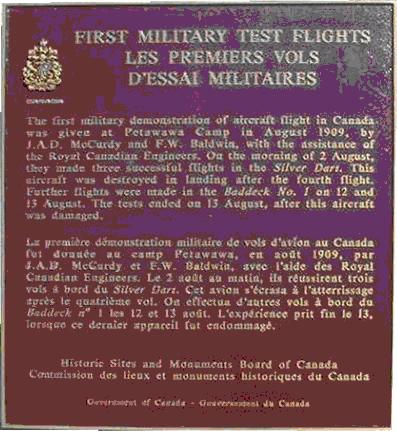 FIRST MILITARY TEST FLIGHTS
LES PREMIERS VOLS
D'ESSAI MILITAIRES
The first military demonstration of aircraft flight in Canada
was given at Petawawa Camp in August 1909, by
J.A.D. McCurdy and F.W. Baldwin, with the assistance of
the Royal Canadian Engineers. On the morning of 2 August,
they made three successful flights in the Silver Dart. This
aircraft was destroyed in landing after the fourth flight.
Further flights were made in the Baddeck No. 1 on 12 and
13 August. The tests ended on 13 August, after this aircraft
was damaged.
La première démonstration militaire de vols d'avion au Canada
fut donnée au camp Petawawa, en août 1909, par
J.A.D. McCurdy et F.W. Baldwin, avec l'aide des Royal
Canadian Engineers. Le 2 août au matin, ils réussirent trois
vols à bord du Silver Dart. Cet avion s'écrasa à l'atterrissage
après le quatrième vol. On effectua d'autres vols à bord du
Baddeck n° 1 les 12 et 13 août. L'expérience prit fin le 13,
lorsque ce dernier appareil fut endommagé.
Historic Sites and Monuments Board of Canada
Commission des lieux et monuments historiques du Canada
Government of Canada - Gouvernement du Canada